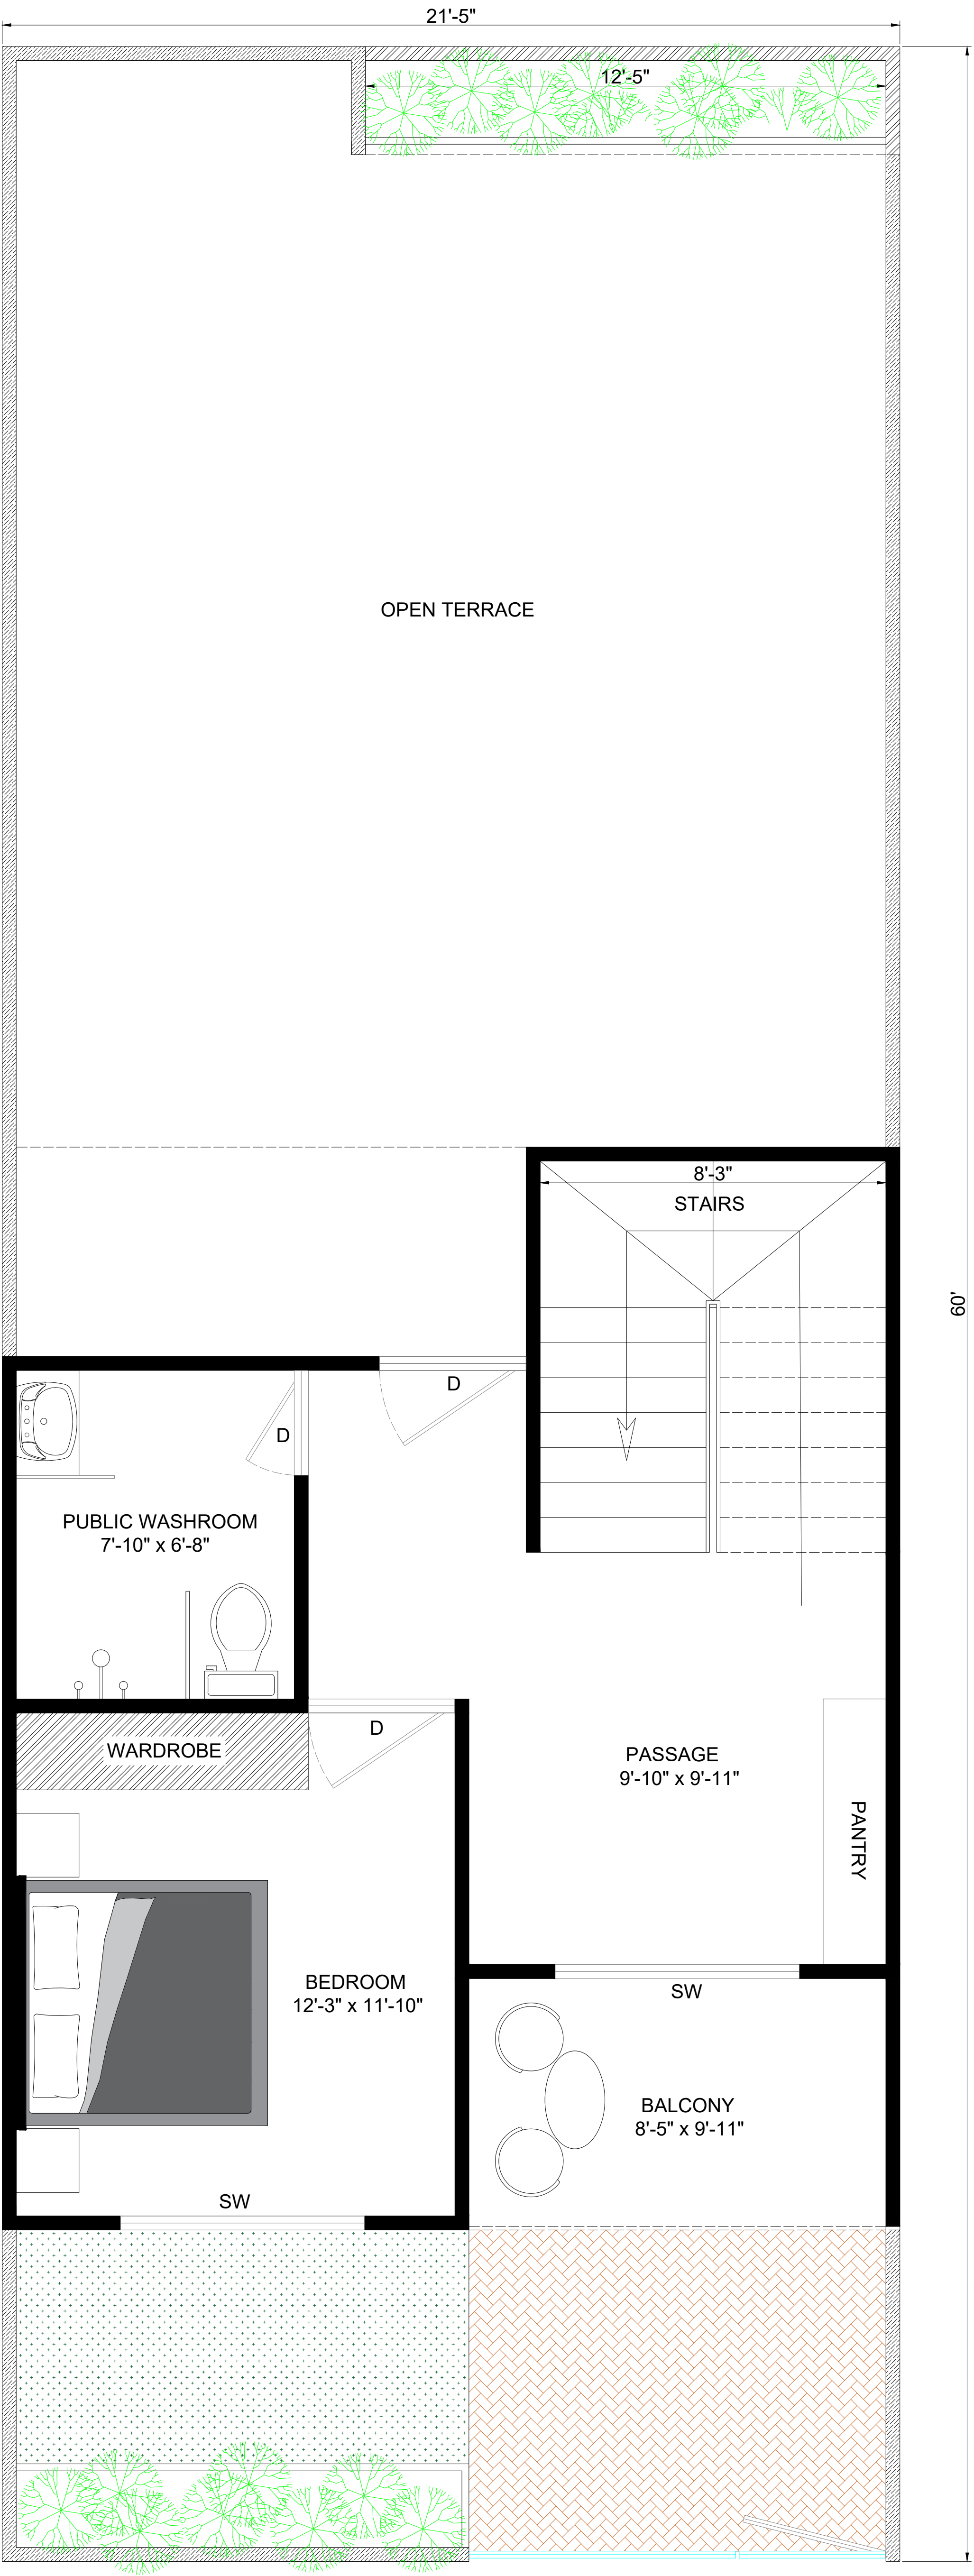 21'-5"
12'-5"
OPEN TERRACE
8'-3"
STAIRS
60'
D
D
PUBLIC WASHROOM
7'-10" x 6'-8"
D
WARDROBE
PASSAGE
9'-10" x 9'-11"
PANTRY
BEDROOM
12'-3" x 11'-10"
SW
BALCONY
8'-5" x 9'-11"
SW